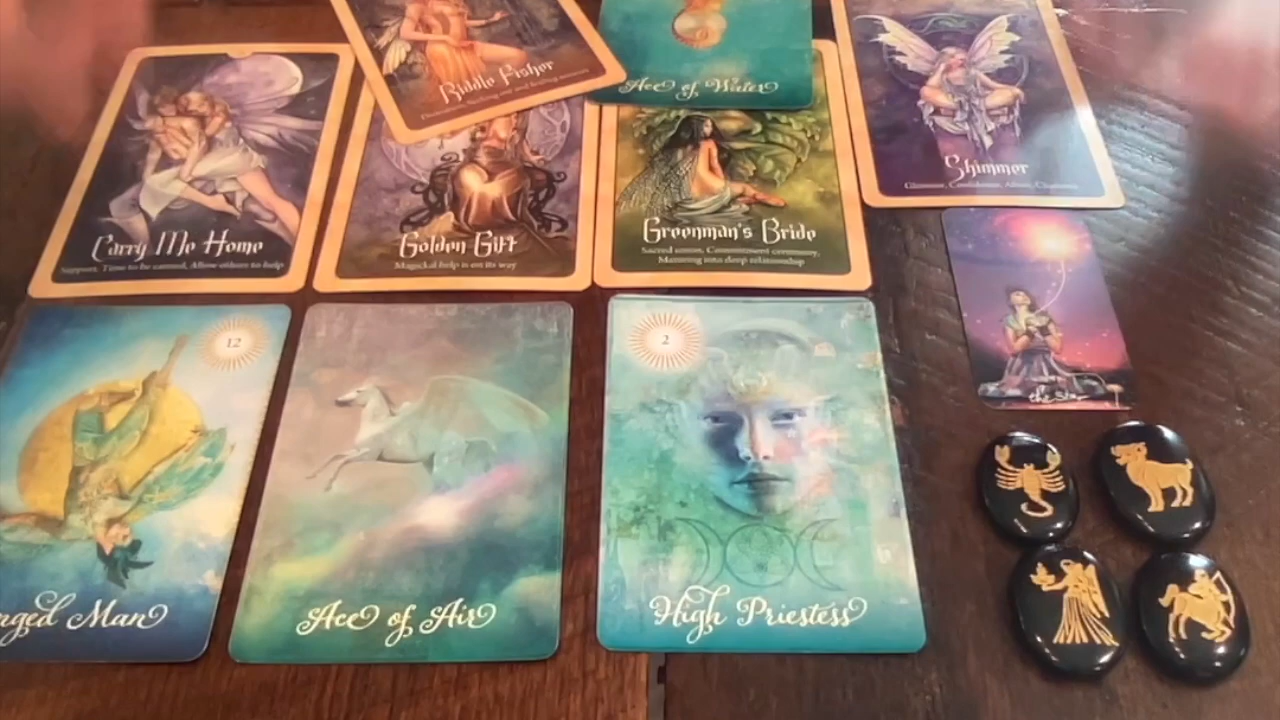 Riddle Fisher
Ace of Water
Shimmer
Glamour, Confidence, Allure, Charisma
Carry Me Home
Support, Time to be carried, Allow others to help
Golden Gift
Magickal help is on its way
Greenman's Bride
Sacred union, Commitment ceremony,
Maturing into deep relationship
the Star
12
nged Man
Ace of Air
2
High Priestess